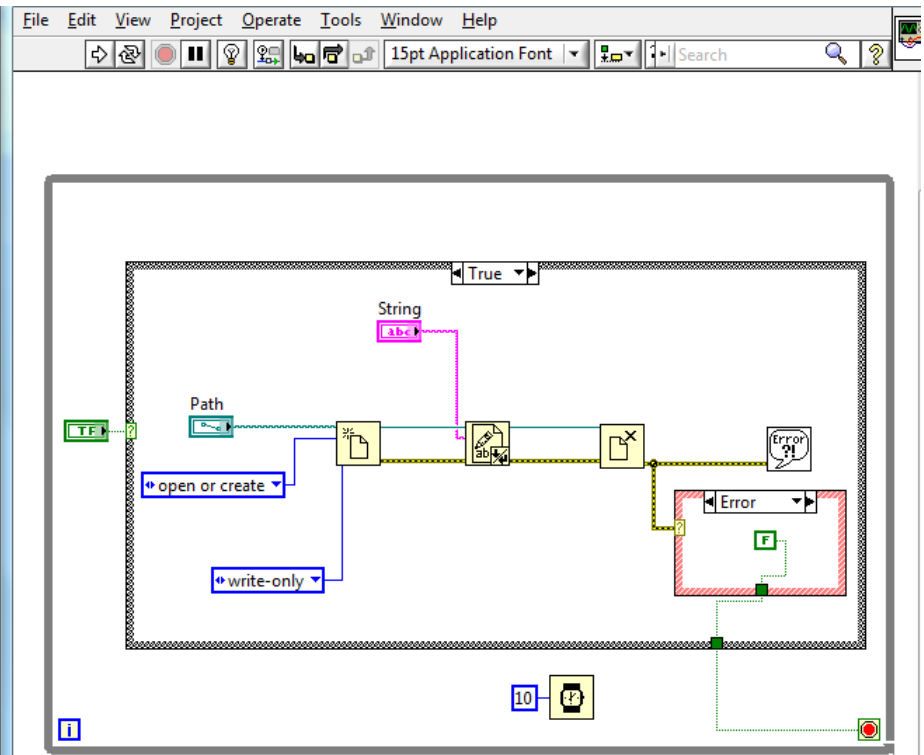 File Edit View Project Operate Tools Window Help
15pt Application Font Search ?
True
String
abc
Path
TF ?
open or create
ab
Error
?!
Error
?
F
write-only
10
i